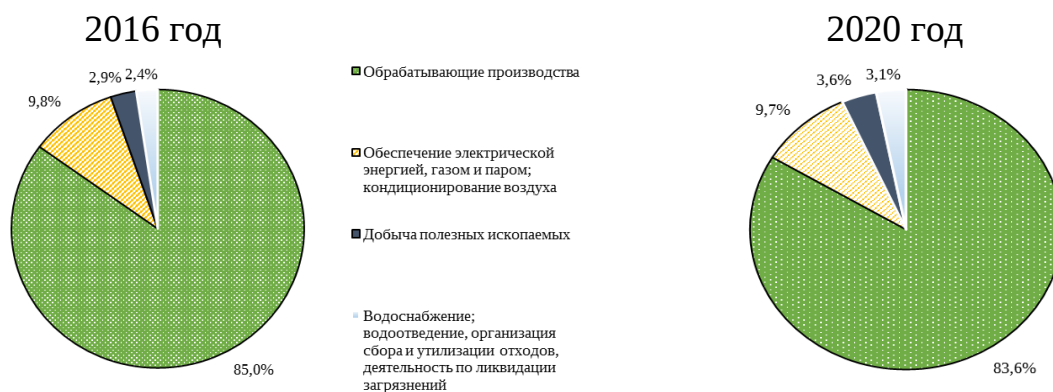 2016 год
2020 год
2,9% 2,4%
9,8%
85,0%
Обрабатывающие производства
Обеспечение электрической
энергией, газом и паром;
кондиционирование воздуха
Добыча полезных ископаемых
Водоснабжение;
водоотведение, организация
сбора и утилизации отходов,
деятельность по ликвидации
загрязнений
3,6%
3,1%
9,7%
83,6%